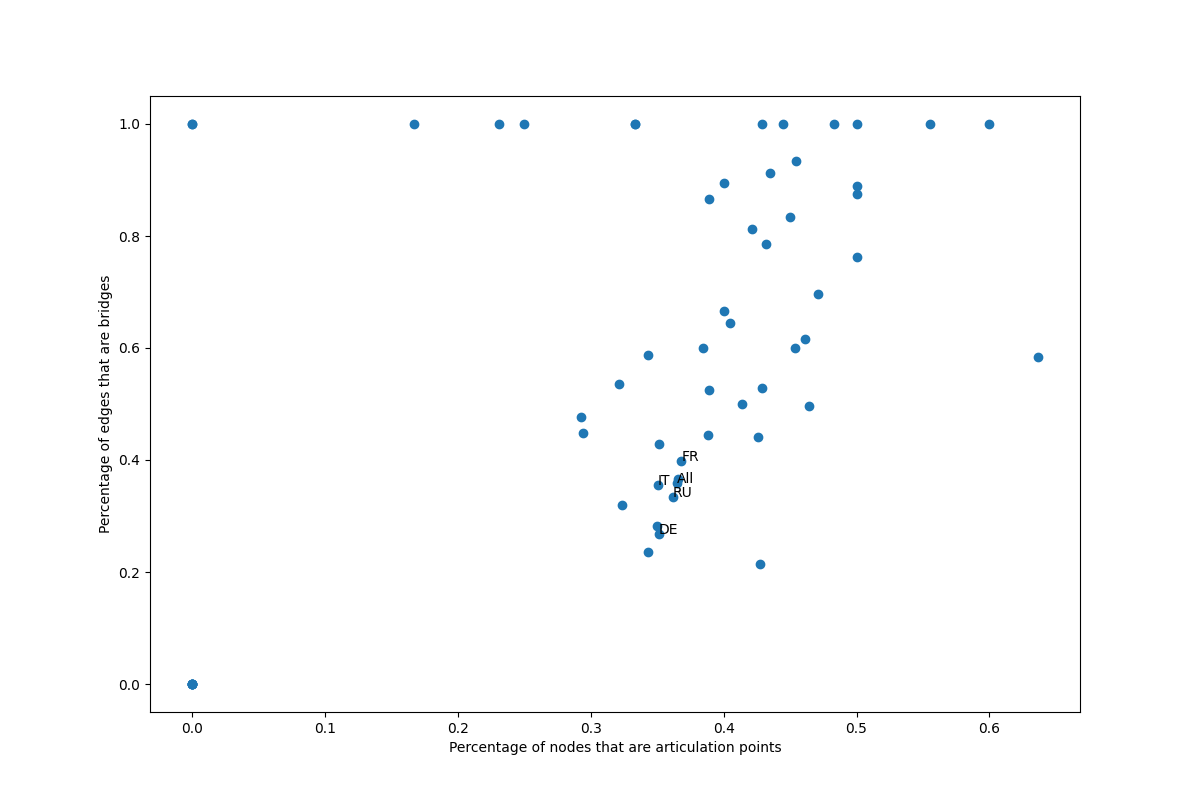 1.0
0.8
0.6
0.4
0.2
0.0
Percentage of edges that are bridges
FR
IT
All
RU
DE
0.0 0.1 0.2 0.3 0.4 0.5 0.6
Percentage of nodes that are articulation points